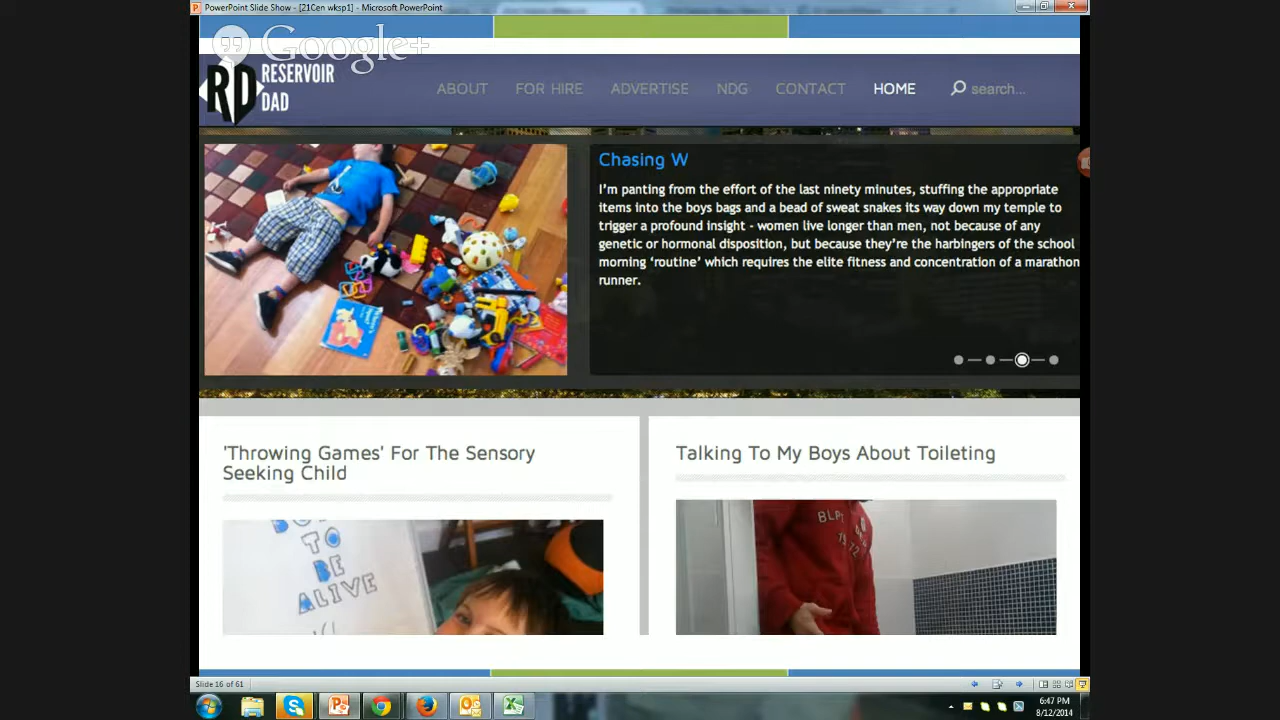 PowerPoint Slide Show - [21Cen wksp1] - Microsoft PowerPoint
Google+
RD RESERVOIR
DAD
ABOUT FOR HIRE ADVERTISE NDG CONTACT HOME search...
Chasing W
I'm panting from the effort of the last ninety minutes, stuffing the appropriate
items into the boys bags and a bead of sweat snakes its way down my temple to
trigger a profound insight - women live longer than men, not because of any
genetic or hormonal disposition, but because they're the harbingers of the school
morning 'routine' which requires the elite fitness and concentration of a marathon
runner.
'Throwing Games' For The Sensory
Seeking Child
Talking To My Boys About Toileting
TO
BE
ALIVE
Slide 16 of 61
6:47 PM
8/12/2014